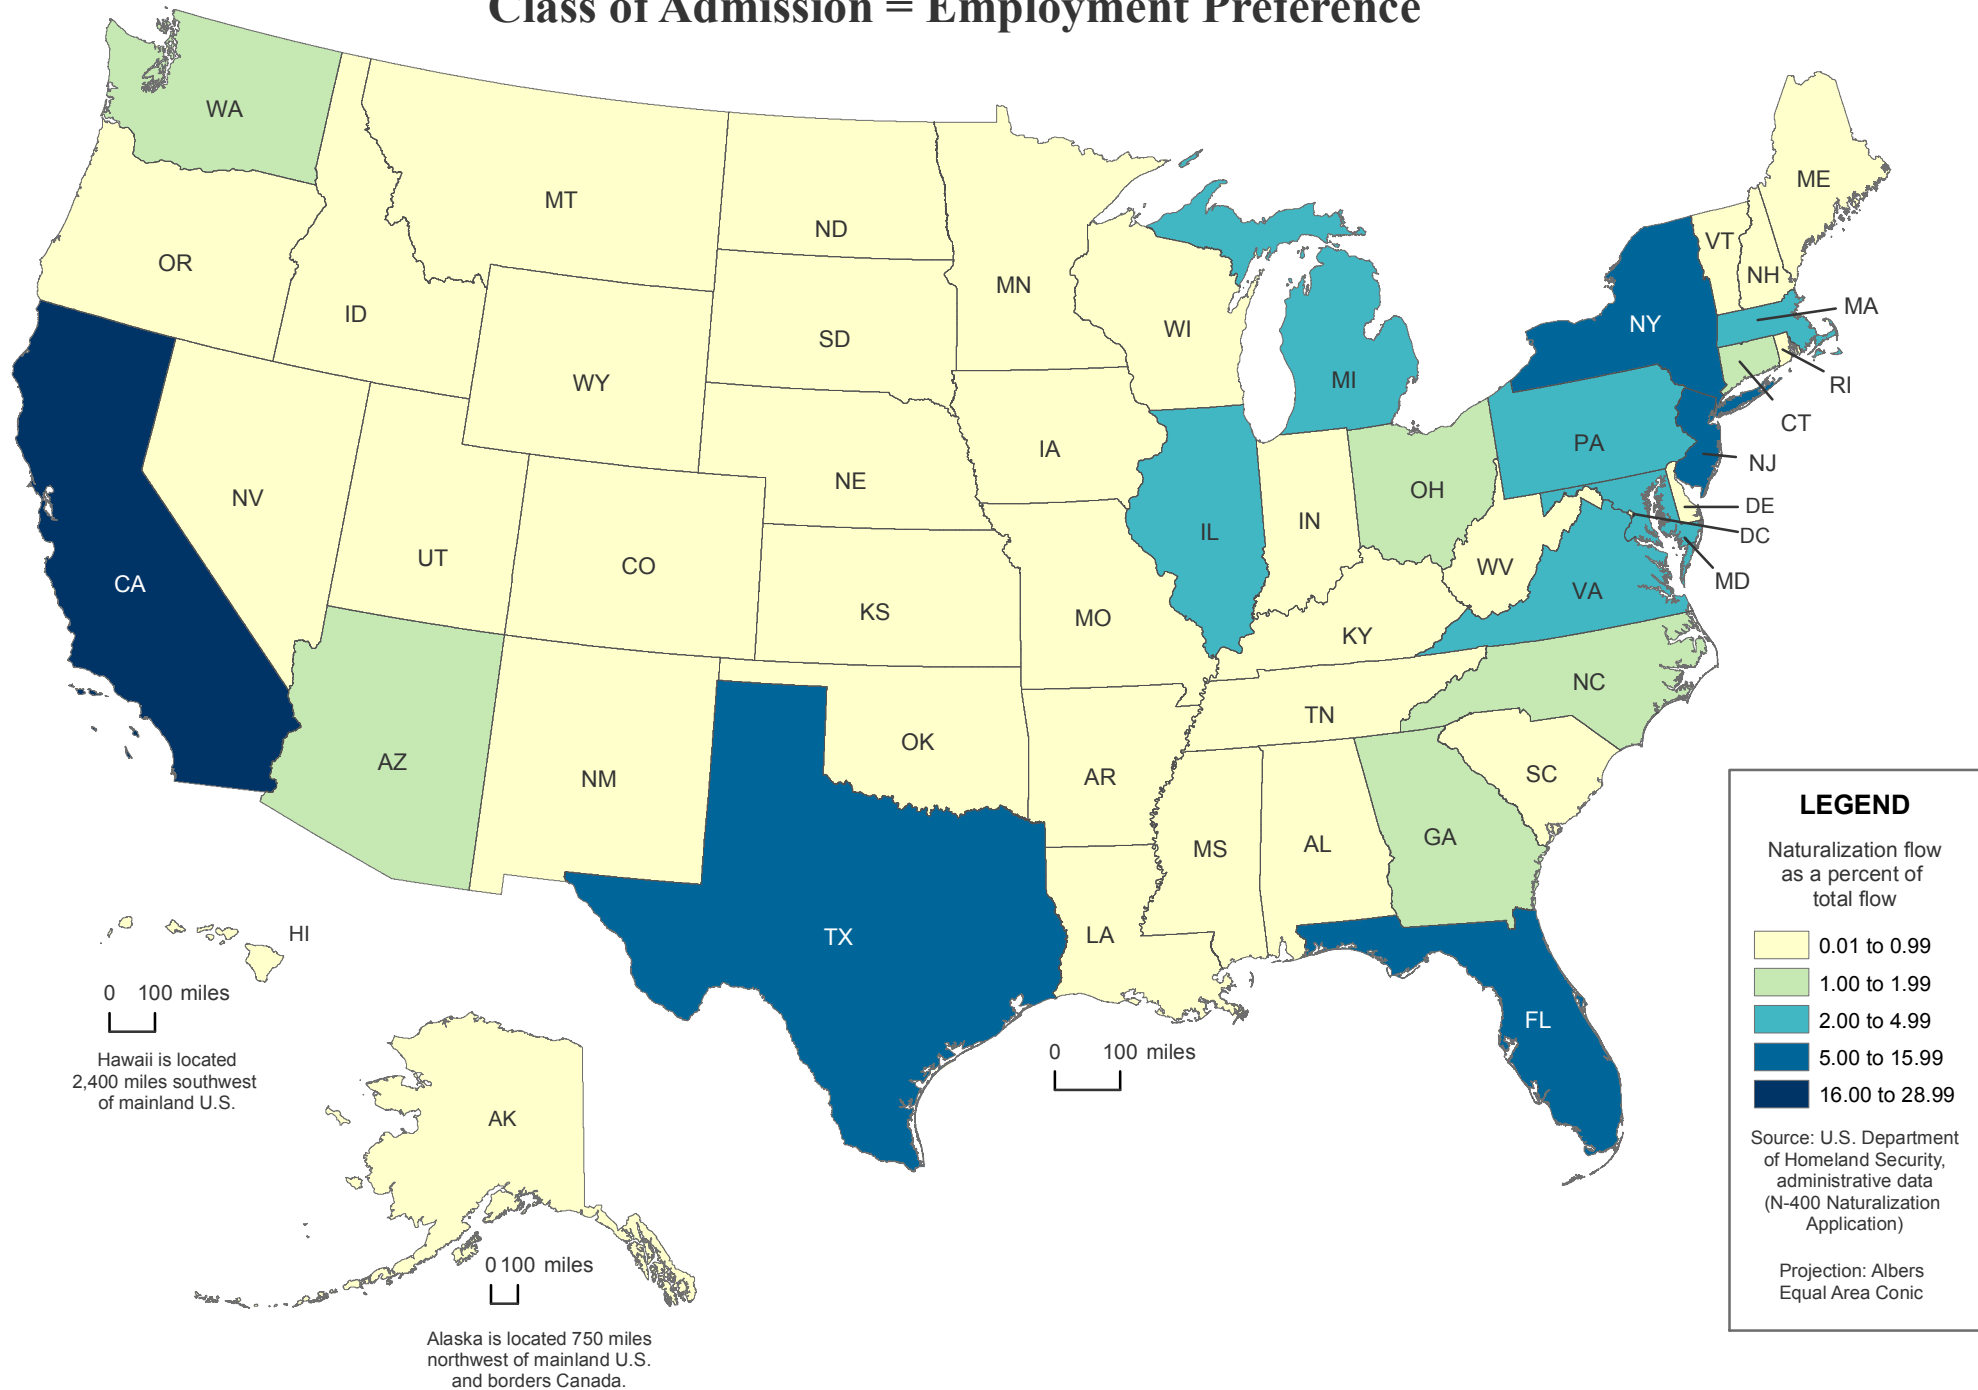 Class of Admission = Employment Preference
WA
MT
ND
MN
ME
OR
ID
VT
NH
WI
MA
NY
SD
WY
MI
RI
CT
IA
PA
NJ
NE
NV
OH
DE
IN
IL
DC
UT
CO
WV
MD
CA
VA
KS
MO
KY
NC
TN
OK
AZ
NM
AR
SC
MS
AL
GA
LA
TX
HI
FL
AK
0 100 miles
Hawaii is located
2,400 miles southwest
of mainland U.S.
0 100 miles
0 100 miles
Alaska is located 750 miles
northwest of mainland U.S.
and borders Canada.
LEGEND
Naturalization flow
as a percent of
total flow
0.01 to 0.99
1.00 to 1.99
2.00 to 4.99
5.00 to 15.99
16.00 to 28.99
Source: U.S. Department
of Homeland Security,
administrative data
(N-400 Naturalization
Application)
Projection: Albers
Equal Area Conic